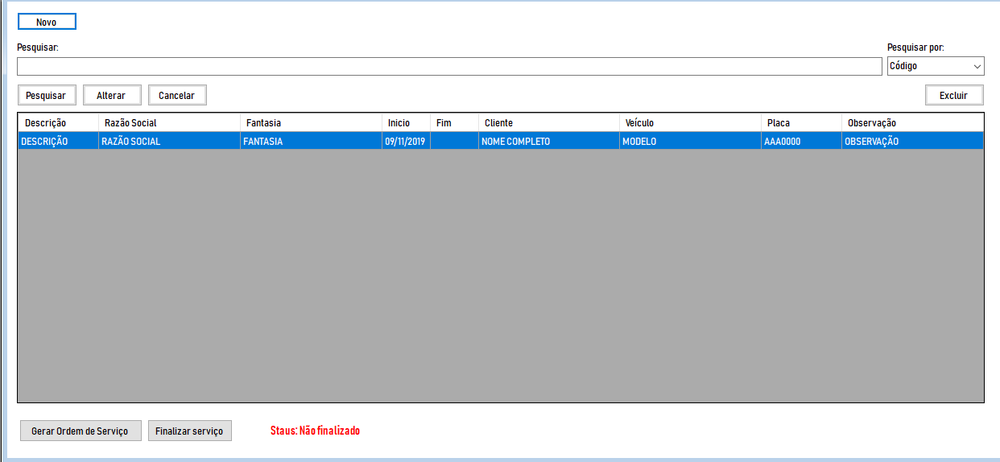 Novo
Pesquisar: Pesquisar por:
Código
Pesquisar Alterar Cancelar Excluir
Descrição Razão Social Fantasia Inicio Fim Cliente Veículo Placa Observação
DESCRIÇÃO RAZÃO SOCIAL FANTASIA 09/11/2019 NOME COMPLETO MODELO AAA0000 OBSERVAÇÃO
Gerar Ordem de Serviço Finalizar serviço Staus: Não finalizado